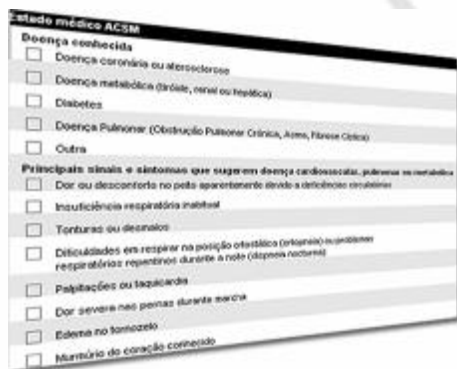 Estado médico ACSM
Doença conhecida
Doença coronária ou aterosclerose
Doença metabólica (tiróide, renal ou hepática)
Diabetes
Doença Pulmonar (Obstrução Pulmonar Crónica, Asma, Fibrose Cística)
Outra
Principais sinais e sintomas que sugerem doença cardiovascular, pulmonar ou metabólica
Dor ou desconforto no peito aparentemente devido a deficiências circulatórias
Insuficiência respiratória inabitual
Tonturas ou desmaios
Dificuldades em respirar na posição ortostática (ortopneia) ou problemas
respiratórios repentinos durante a noite (dispneia nocturna)
Palpitações ou taquicardia
Dor severa nas pernas durante marcha
Edema no tornozelo
Murmúrio do coração conhecido